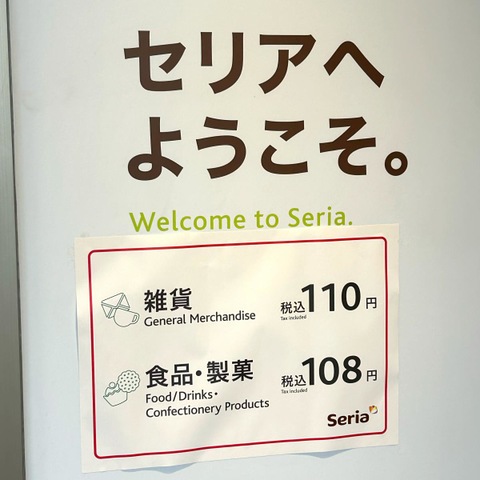 セリアへ
ようこそ。
Welcome to Seria.
雑貨
General Merchandise
税込110円
Tax included
食品・製菓
Food/Drinks・
Confectionery Products
税込108円
Tax included
Seria